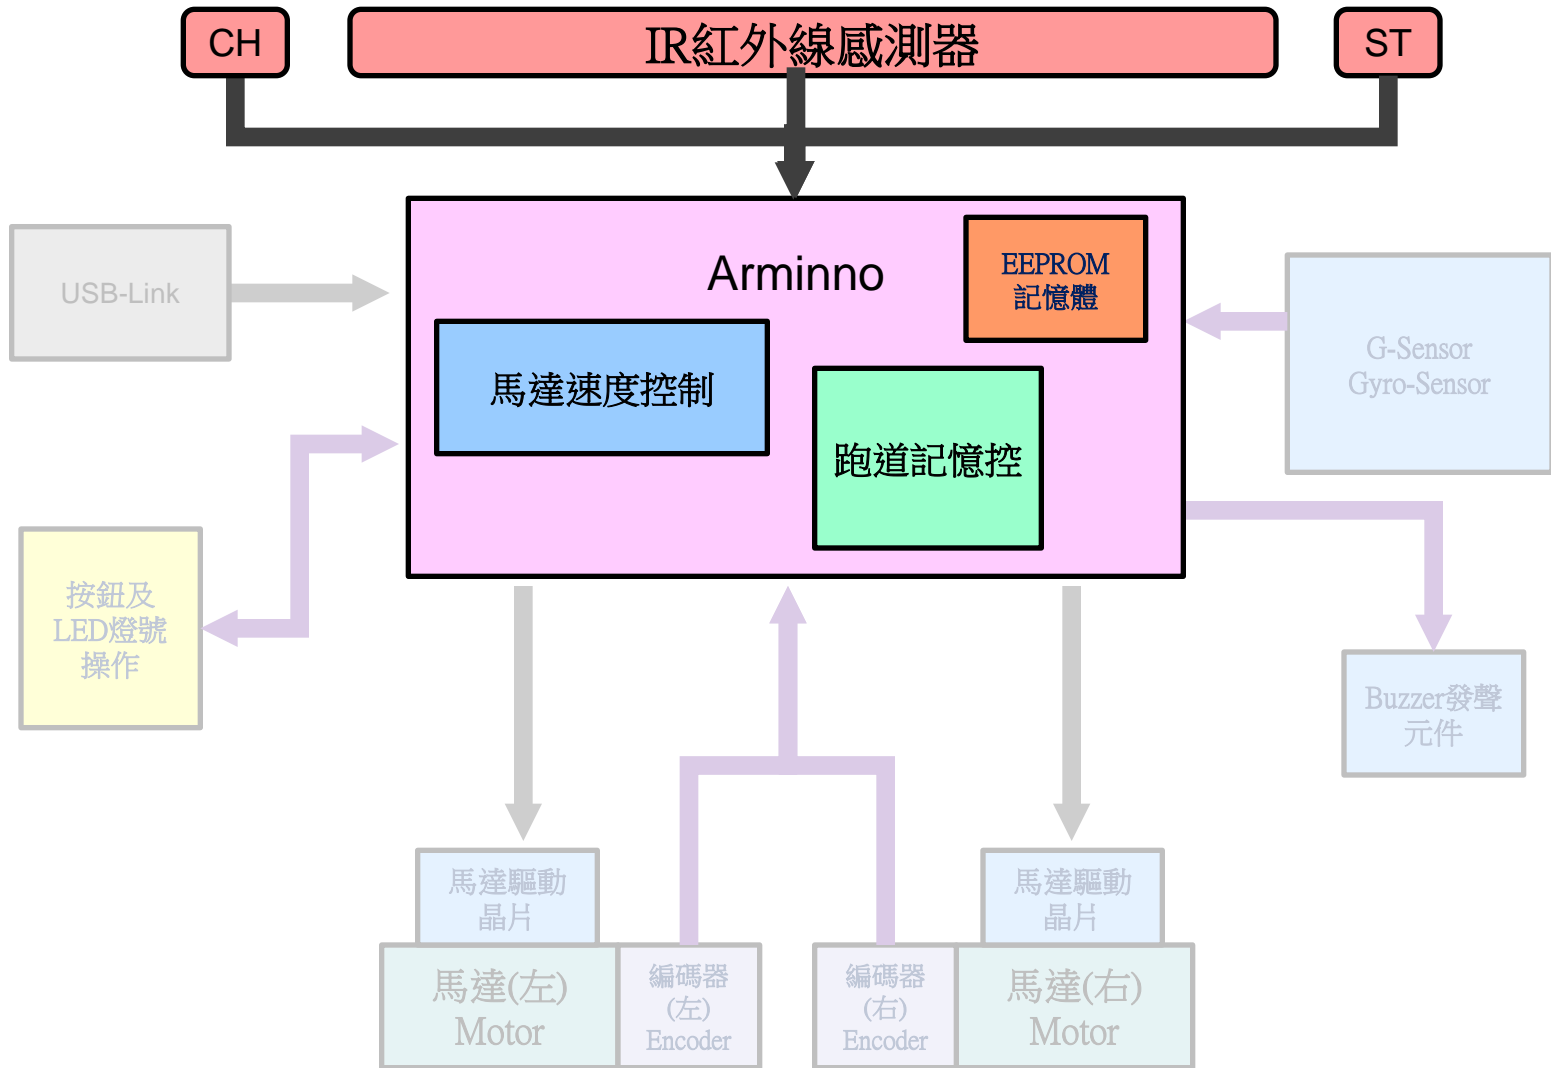 CH
IR紅外線感測器
ST
Arminno
EEPROM
記憶體
USB-Link
馬達速度控制
G-Sensor
Gyro-Sensor
跑道記憶控
按鈕及
LED燈號
操作
Buzzer發聲
元件
馬達驅動
晶片
馬達驅動
晶片
馬達(左)
Motor
編碼器
(左)
Encoder
編碼器
(右)
Encoder
馬達(右)
Motor